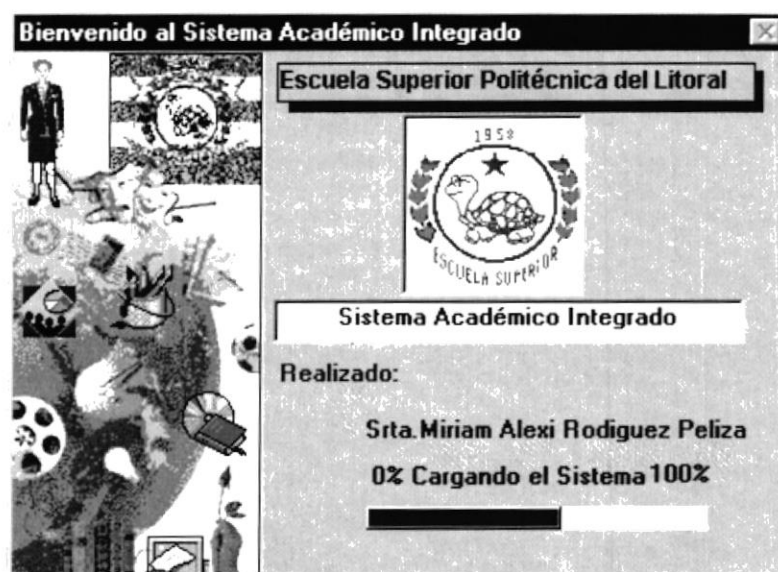 Bienvenido al Sistema Académico Integrado
Escuela Superior Politécnica del Litoral
1958
ESCUELA SUPERIOR
Sistema Académico Integrado
Realizado:
Srta.Miriam Alexi Rodiguez Peliza
0% Cargando el Sistema 100%